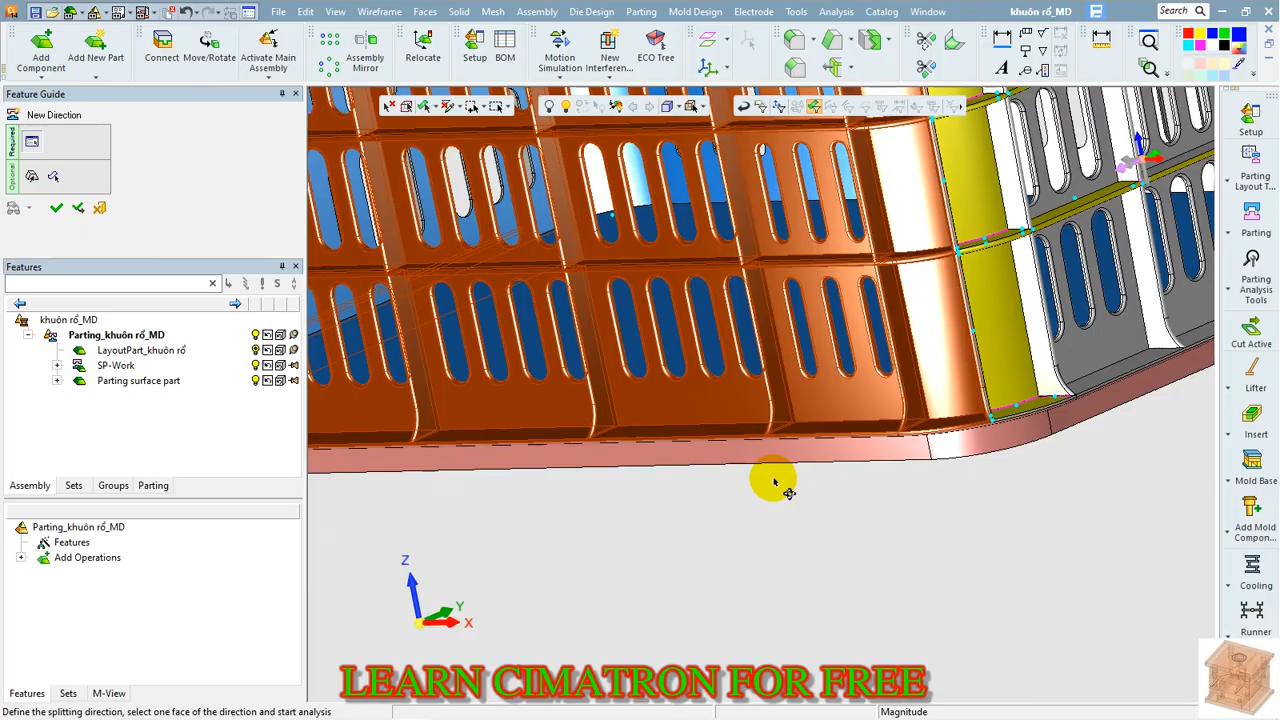 File Edit View Wireframe Faces Solid Mesh Assembly Die Design Parting Mold Design Electrode Tools Analysis Catalog Window khuôn rổ_MD Search
Add Component
Add New Part
Connect
Move/Rotate
Activate Main Assembly
Assembly Mirror
Relocate
Setup
BOM
Motion Simulation
New Interferen...
ECO Tree
Feature Guide
New Direction
Required
Optional
Features
khuôn rổ_MD
Parting_khuôn rổ_MD
LayoutPart_khuôn rổ
SP-Work
Parting surface part
Assembly Sets Groups Parting
Parting_khuôn rổ_MD
Features
Add Operations
Features Sets M-View
Setup
Parting Layout T...
Parting
Parting Analysis Tools
Cut Active
Lifter
Insert
Mold Base
Add Mold Compon...
Cooling
Runner
Z
Y
X
LEARN CIMATRON FOR FREE
Define the splitting direction, select one face of the direction and start analysis
Magnitude